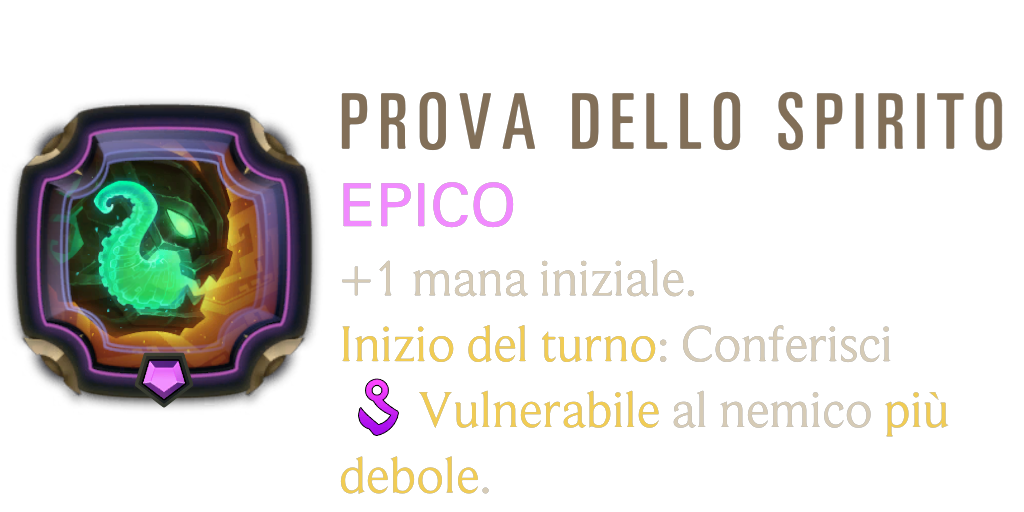 PROVA DELLO SPIRITO
EPICO
+1 mana iniziale.
Inizio del turno: Conferisci
Vulnerabile al nemico più
debole.